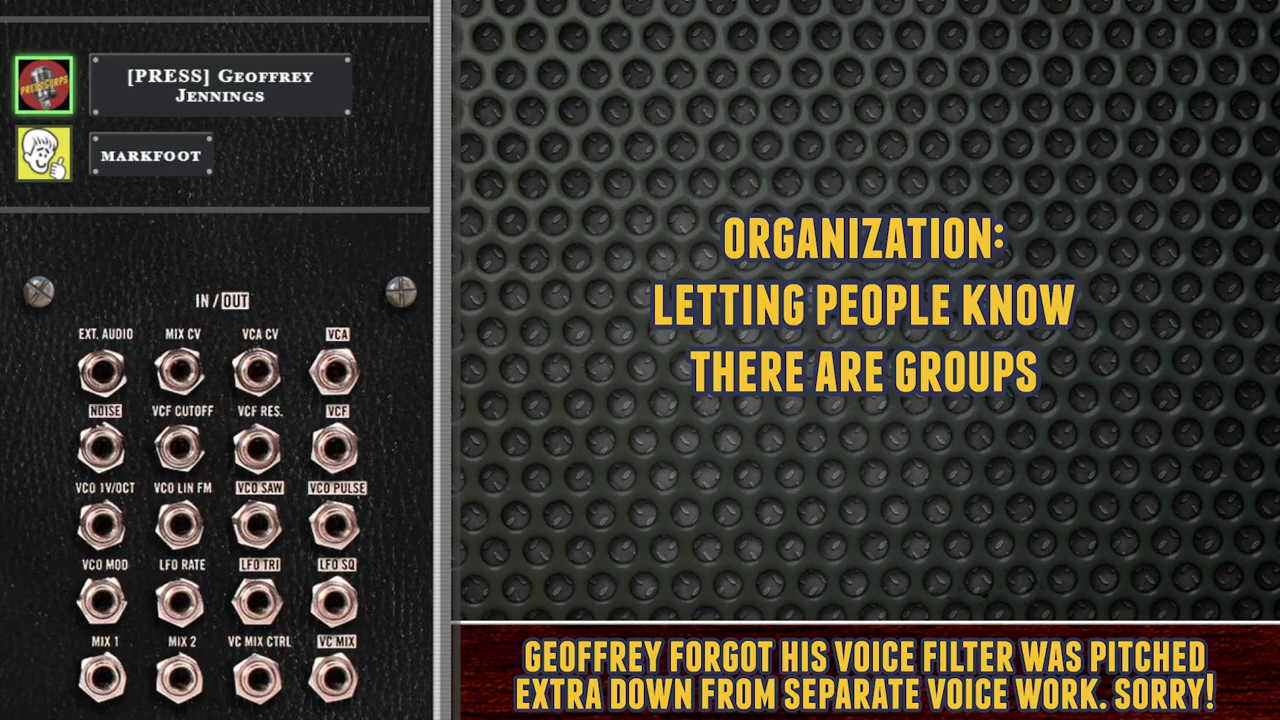 PRESSCORPS
[PRESS] Geoffrey
Jennings
MARKFOOT
IN / OUT
EXT. AUDIO MIX CV VCA CV VCA
NOISE VCF CUTOFF VCF RES. VCF
VCO 1V/OCT VCO LIN FM VCO SAW VCO PULSE
VCO MOD LFO RATE LFO TRI LFO SQ
MIX 1 MIX 2 VC MIX CTRL VC MIX
ORGANIZATION:
LETTING PEOPLE KNOW
THERE ARE GROUPS
GEOFFREY FORGOT HIS VOICE FILTER WAS PITCHED
EXTRA DOWN FROM SEPARATE VOICE WORK. SORRY!